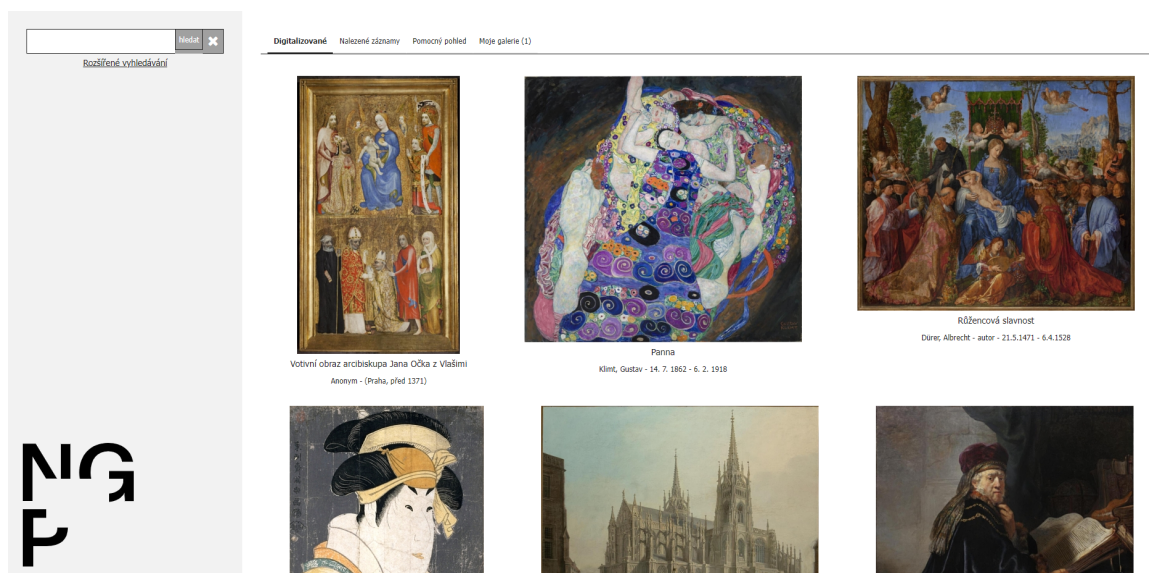 hledat
Rozšířené vyhledávání
Digitalizované Nalezené záznamy Pomocný pohled Moje galerie (1)
Votivní obraz arcibiskupa Jana Očka z Vlašimi
Anonym - (Praha, před 1371)
Panna
Klimt, Gustav - 14. 7. 1862 - 6. 2. 1918
Růžencová slavnost
Dürer, Albrecht - autor - 21.5.1471 - 6.4.1528
NG
P